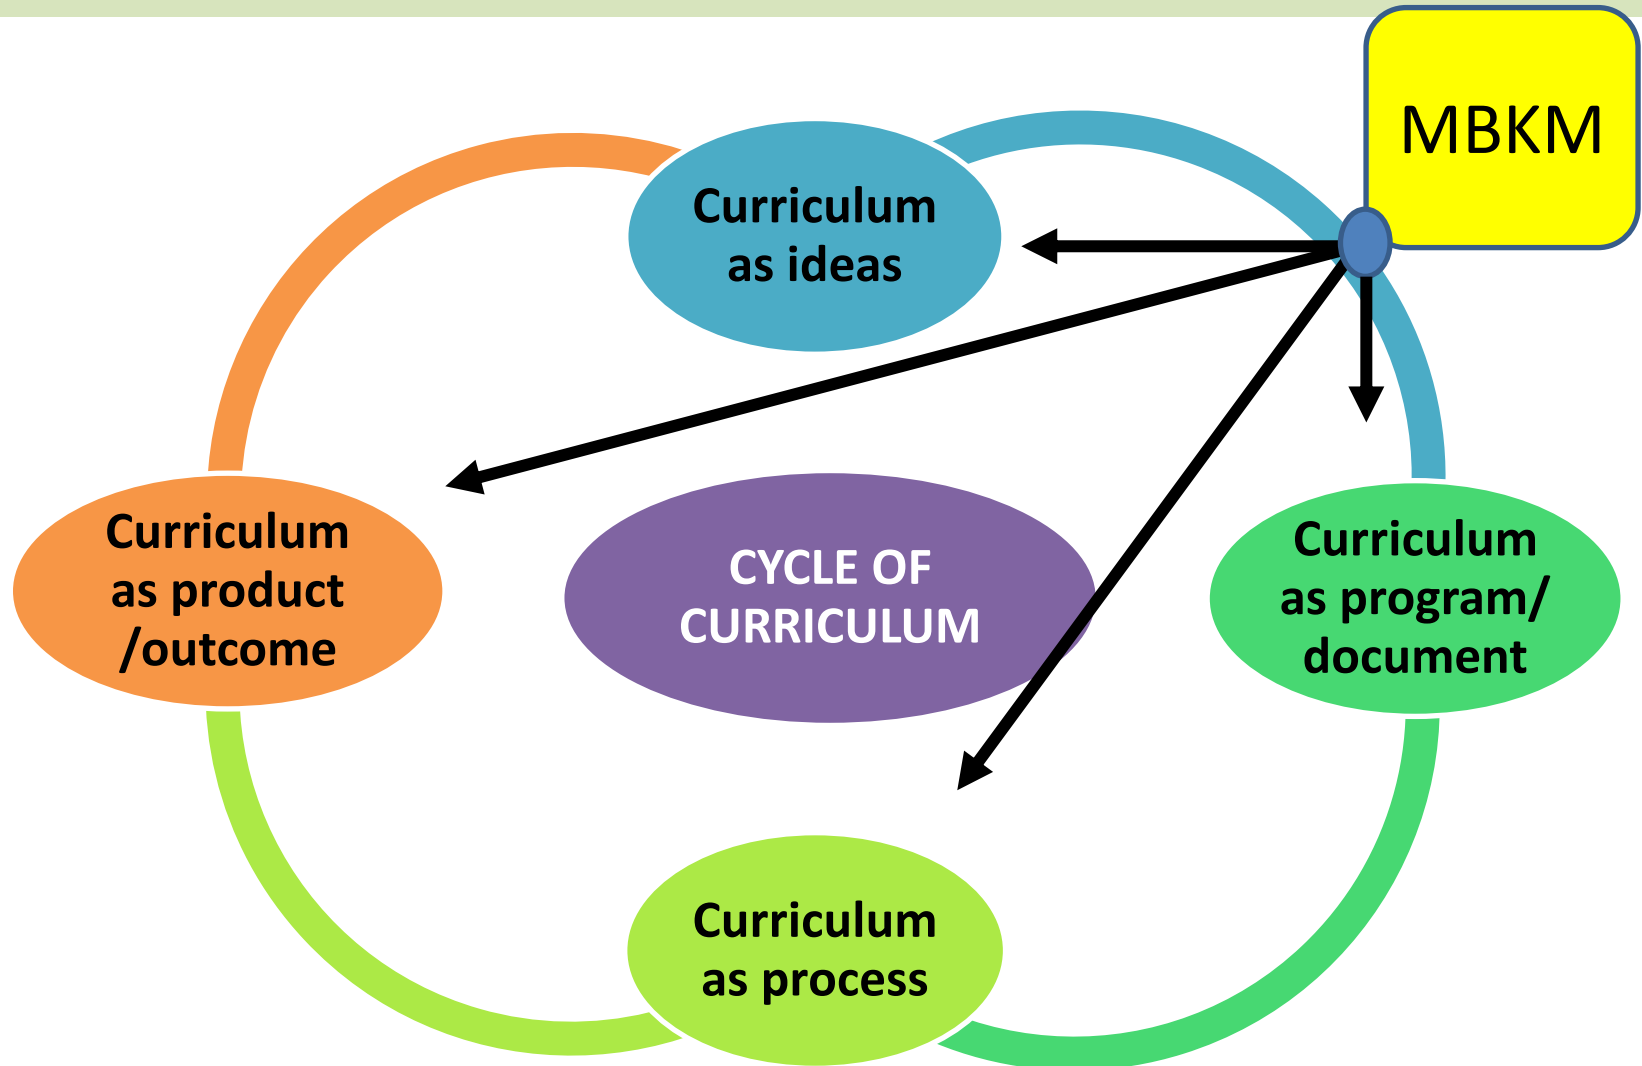 MBKM
Curriculum
as ideas
Curriculum
as product
/outcome
CYCLE OF
CURRICULUM
Curriculum
as program/
document
Curriculum
as process